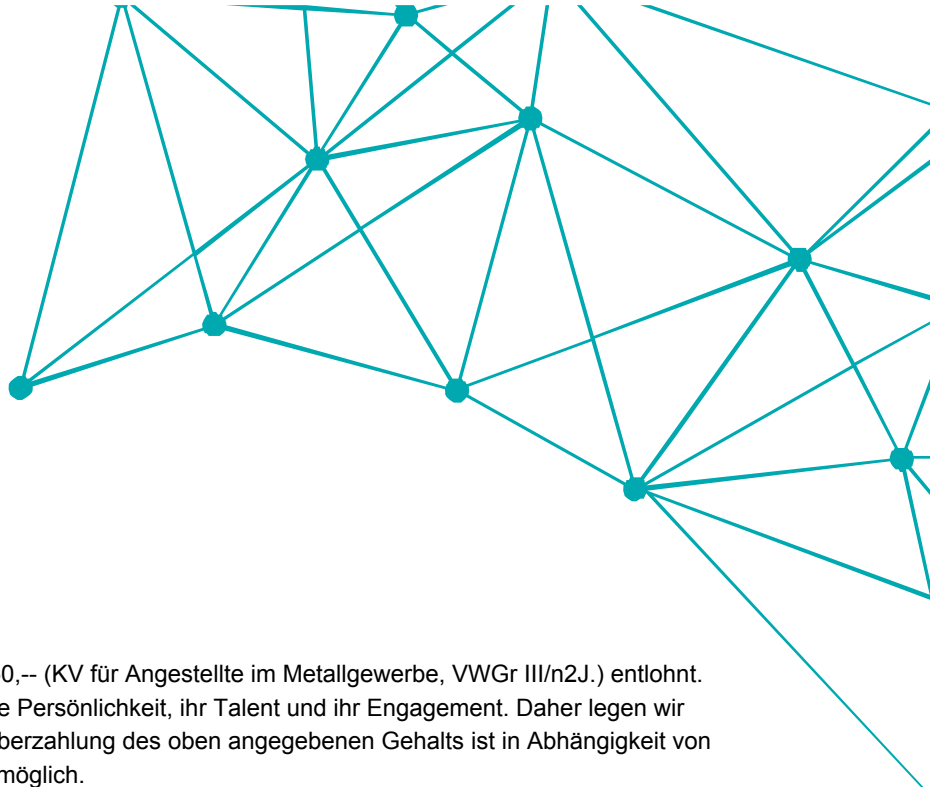 0,-- (KV für Angestellte im Metallgewerbe, VWGr III/n2J.) entlohnt.
e Persönlichkeit, ihr Talent und ihr Engagement. Daher legen wir
berzahlung des oben angegebenen Gehalts ist in Abhängigkeit von
möglich.